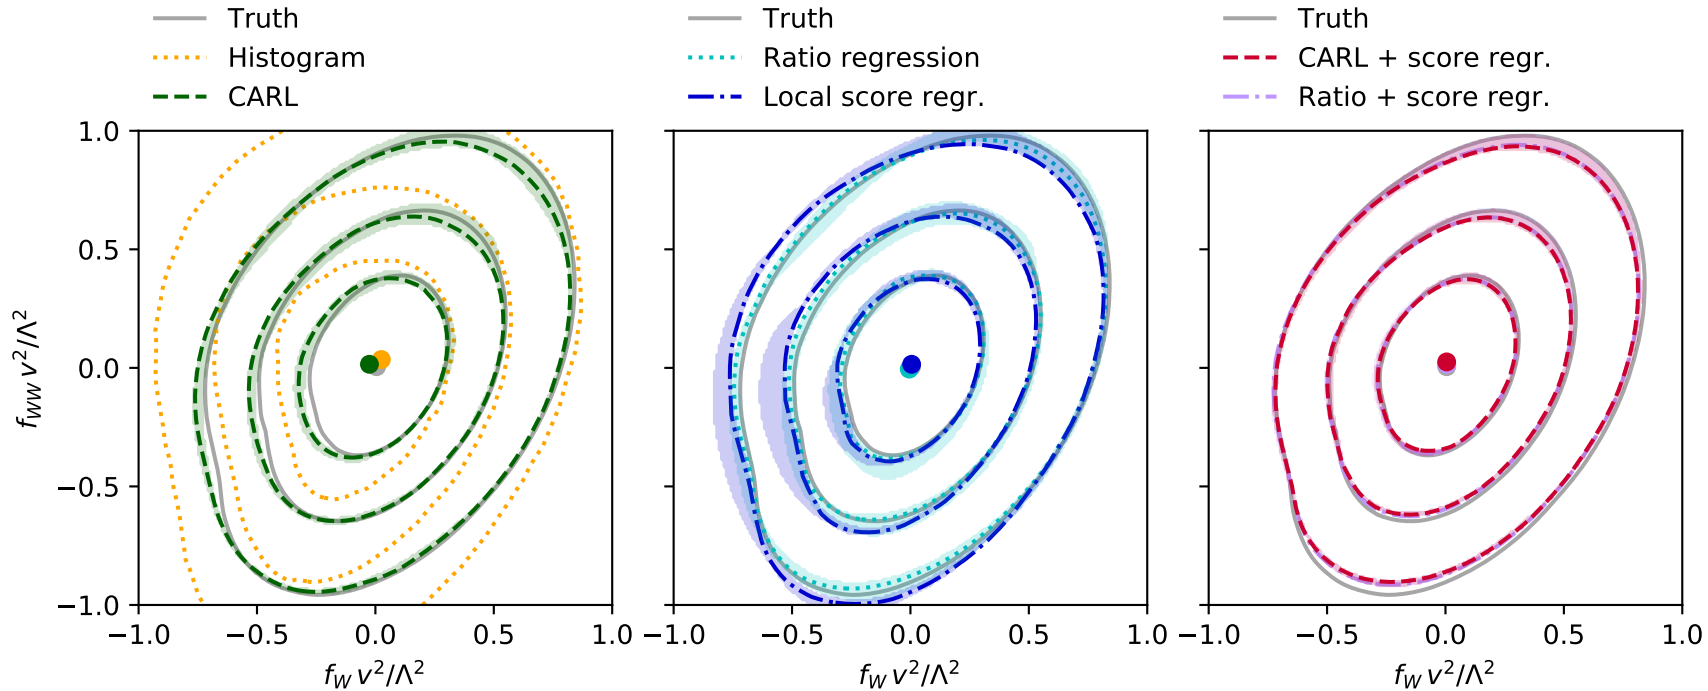 Truth
Histogram
CARL
Truth
Ratio regression
Local score regr.
Truth
CARL + score regr.
Ratio + score regr.
1.0
0.5
0.0
−0.5
−1.0
f_{WW} v^2/Λ^2
−1.0 −0.5 0.0 0.5 1.0
f_W v^2/Λ^2
−1.0 −0.5 0.0 0.5 1.0
f_W v^2/Λ^2
−1.0 −0.5 0.0 0.5 1.0
f_W v^2/Λ^2